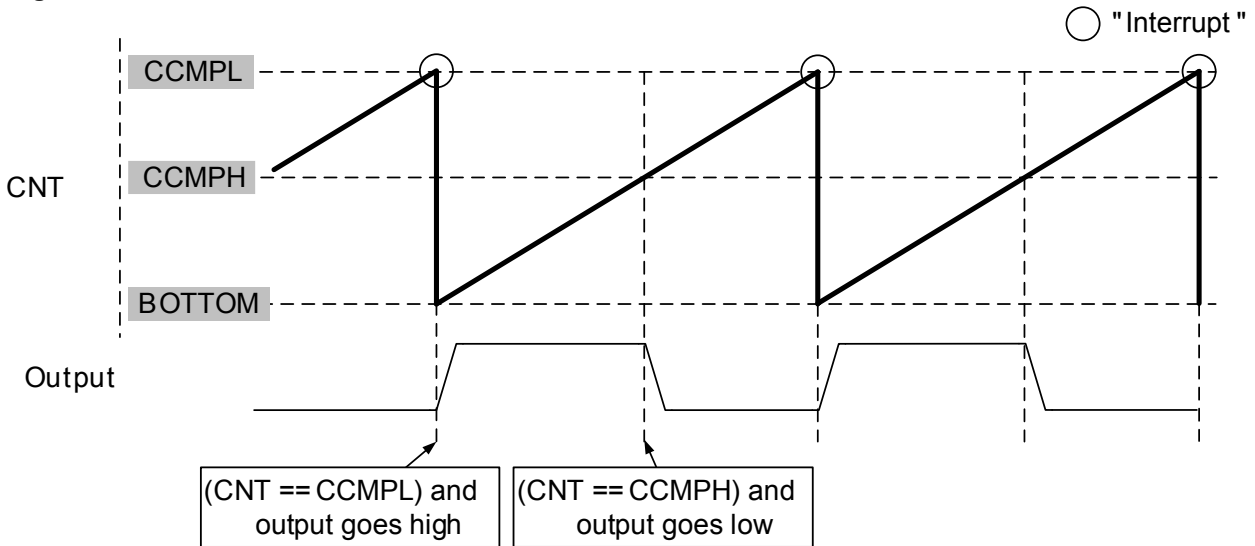 "Interrupt"
CCMPL
CCMPH
CNT
BOTTOM
Output
(CNT == CCMPL) and
output goes high
(CNT == CCMPH) and
output goes low